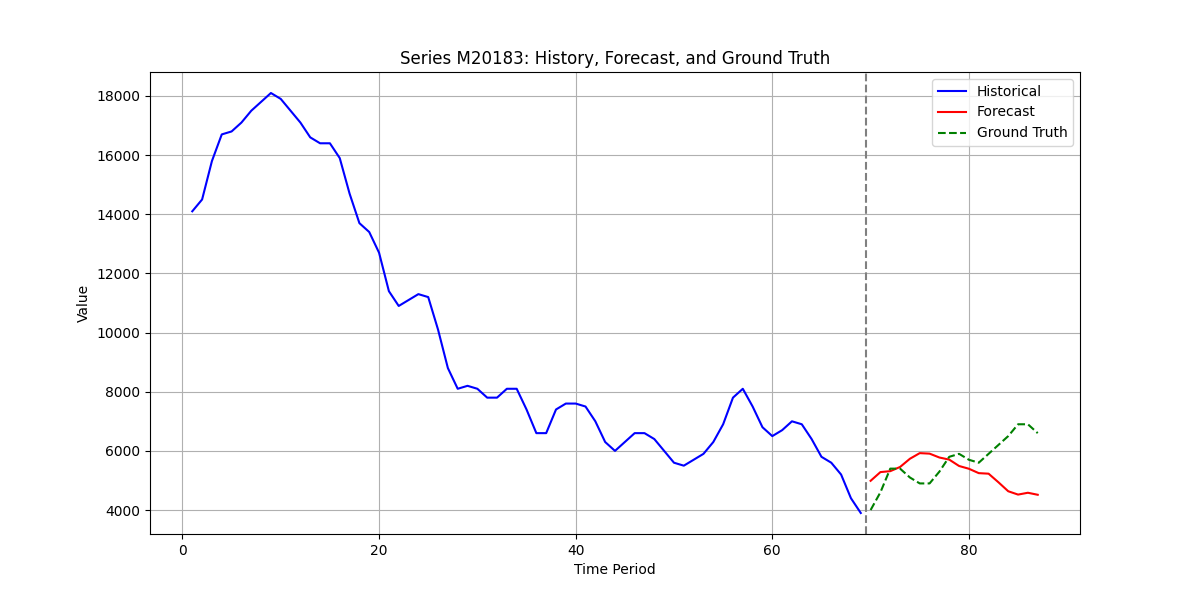 Series M20183: History, Forecast, and Ground Truth
Historical
Forecast
Ground Truth
Value
18000
16000
14000
12000
10000
8000
6000
4000
0 20 40 60 80
Time Period